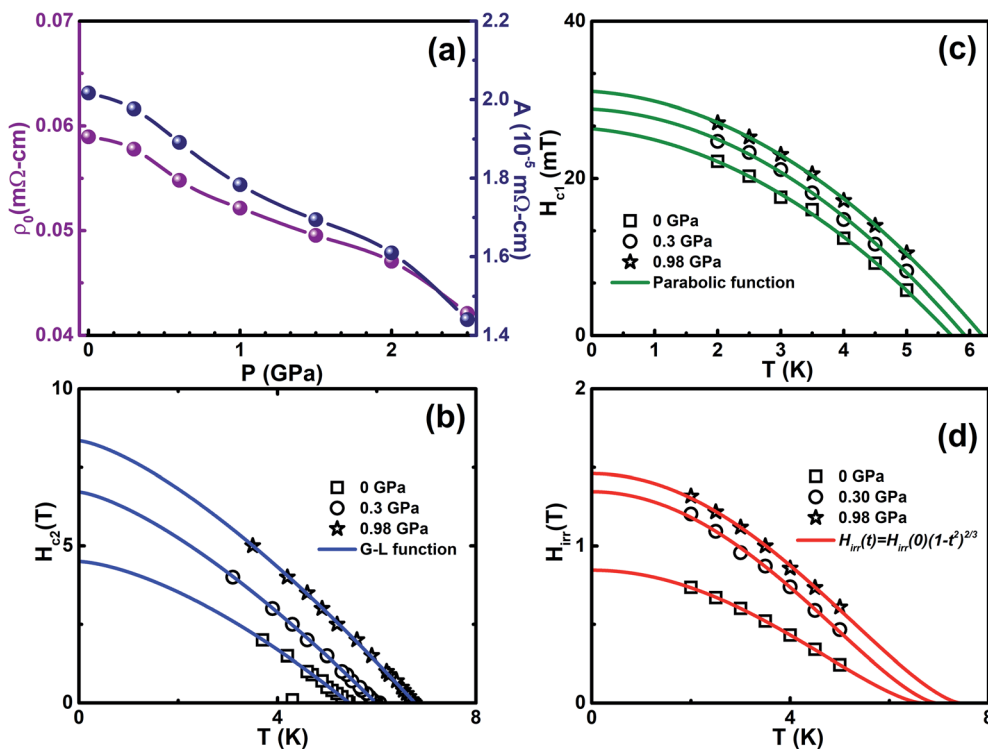 (a)
0.07
0.06
0.05
0.04
ρ0(mΩ-cm)
2.2
2.0
1.8
1.6
1.4
A (10-5 mΩ-cm)
0 1 2
P (GPa)
(c)
40
20
0
Hc1 (mT)
0 GPa
0.3 GPa
0.98 GPa
Parabolic function
0 1 2 3 4 5 6
T (K)
(b)
10
5
0
Hc2(T)
0 GPa
0.3 GPa
0.98 GPa
G-L function
0 4 8
T (K)
(d)
2
1
0
Hirr(T)
0 GPa
0.30 GPa
0.98 GPa
Hirr(t)=Hirr(0)(1-t2)2/3
0 4 8
T (K)